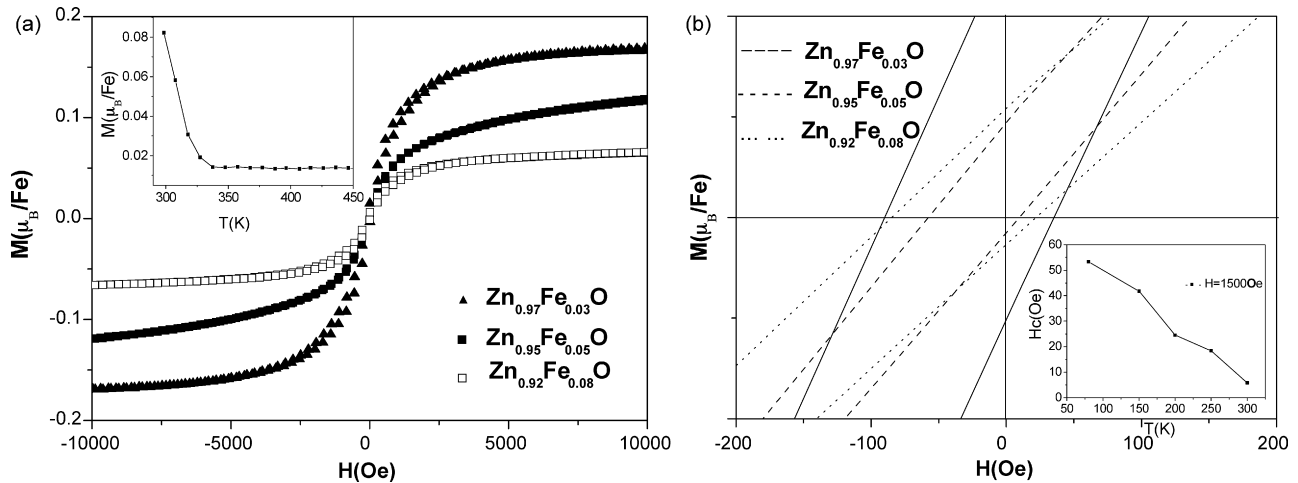 (a)
0.2
0.1
0.0
-0.1
-0.2
M(μB/Fe)
-10000 -5000 0 5000 10000
H(Oe)
0.08
0.06
0.04
0.02
M(μB/Fe)
300 350 400 450
T(K)
Zn0.97Fe0.03O
Zn0.95Fe0.05O
Zn0.92Fe0.08O
(b)
Zn0.97Fe0.03O
Zn0.95Fe0.05O
Zn0.92Fe0.08O
M(μB/Fe)
-200 -100 0 100 200
H(Oe)
60
50
40
30
20
10
0
Hc(Oe)
H=1500Oe
50 100 150 200 250 300
T(K)